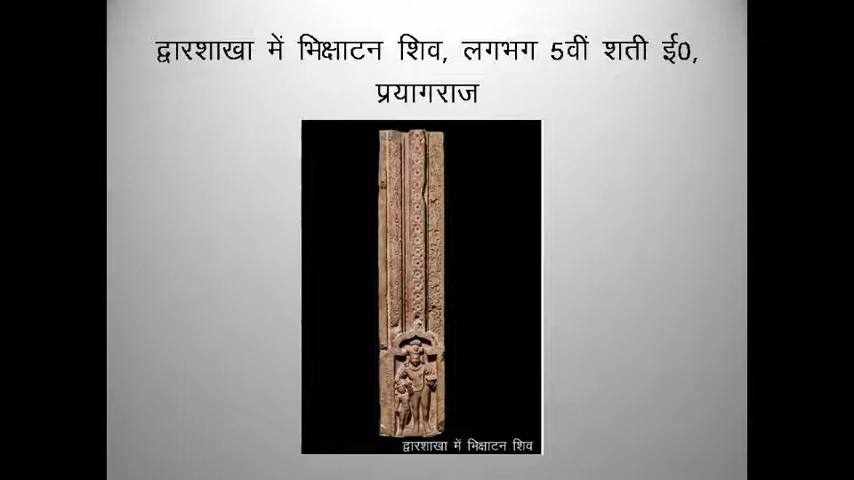 द्वारशाखा में भिक्षाटन शिव, लगभग 5वीं शती ई0,
प्रयागराज
द्वारशाखा में भिक्षाटन शिव